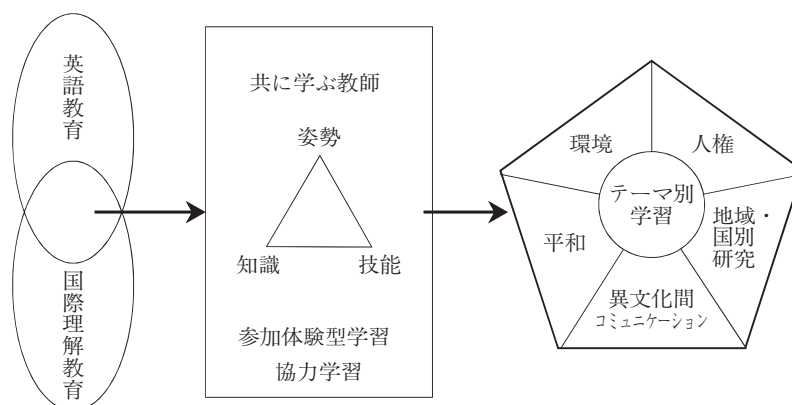 英語教育
国際理解教育
共に学ぶ教師
姿勢
知識
技能
参加体験型学習
協力学習
環境
人権
テーマ別
学習
平和
地域・
国別
研究
異文化間
コミュニケーション